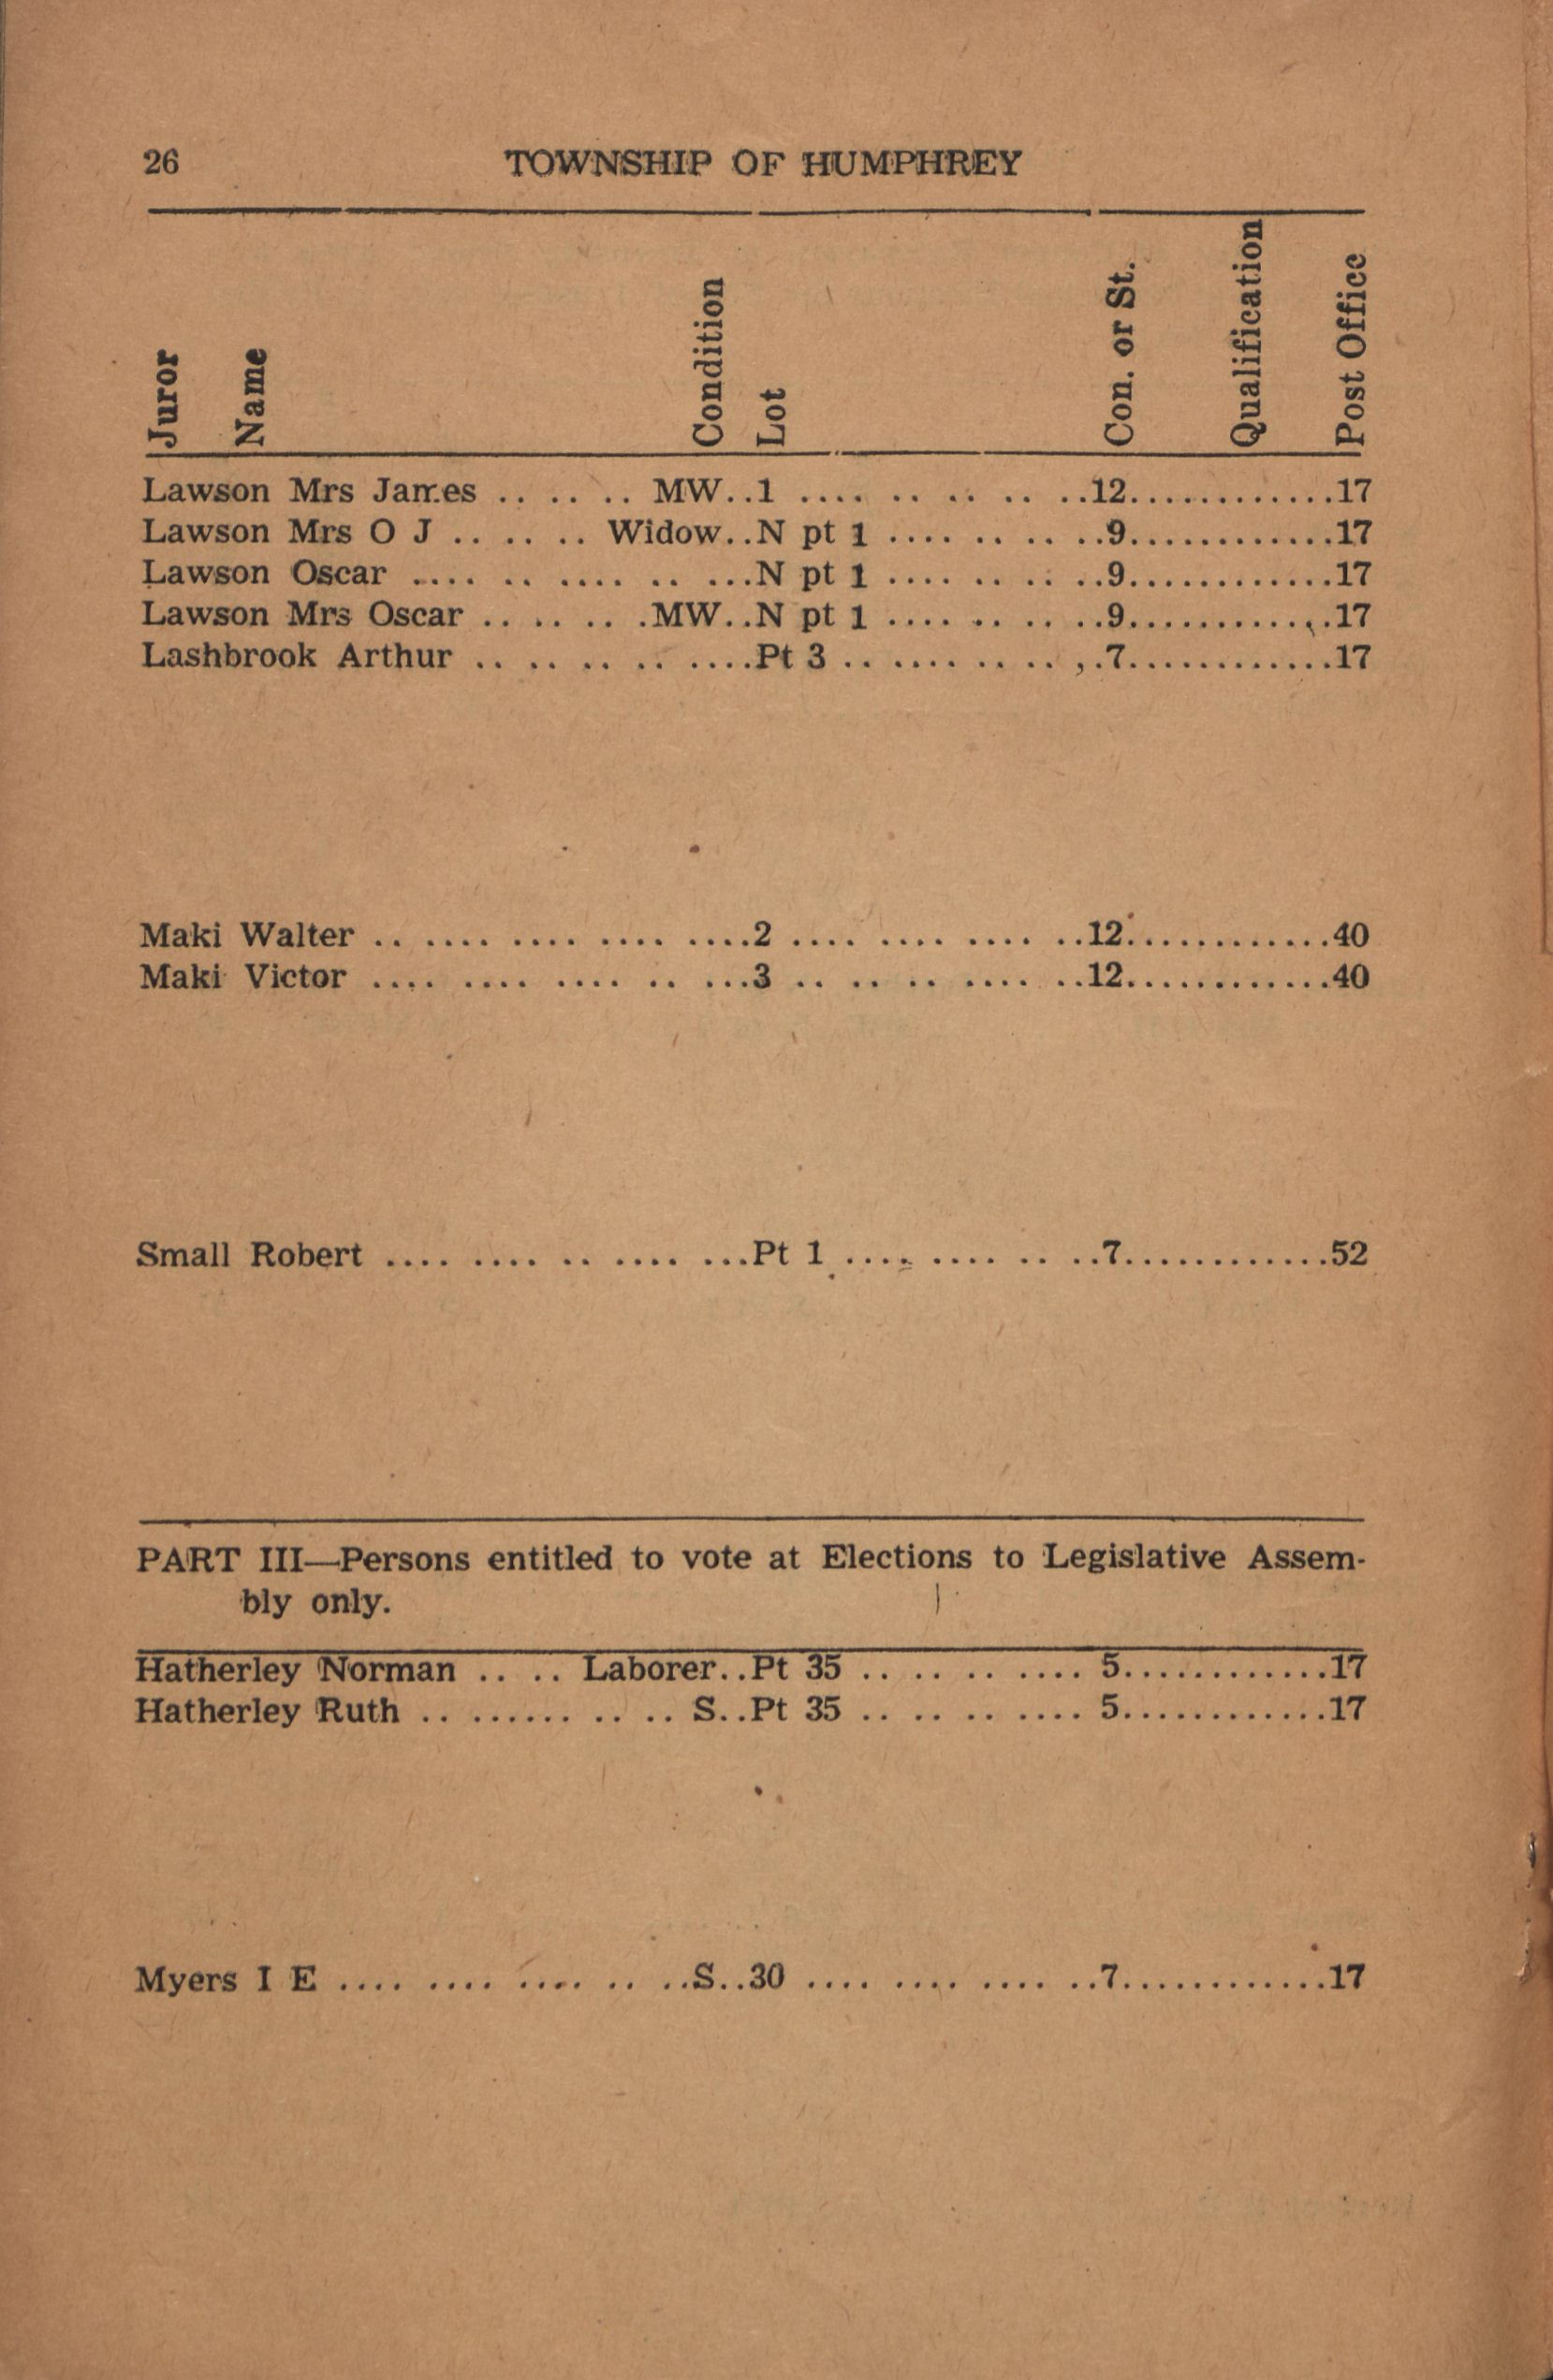 26 TOWNSHIP OF HUMPHREY
Juror Name Condition Lot Con. or St. Qualification Post Office
Lawson Mrs James .. .. .. MW..1 .... .. .. .. ..12............17
Lawson Mrs O J .. .. .. Widow..N pt 1 .... .. .. ..9............17
Lawson Oscar .... .. .... .. ...N pt 1 .... .. .. ..9............17
Lawson Mrs Oscar .. .. .. .MW..N pt 1 .... .. .. ..9............17
Lashbrook Arthur .. .. .. .. ....Pt 3 .. .... .. .. ,.7............17
Maki Walter .. .... .... .... ....2 .... .... .... ..12............40
Maki Victor .... .... .... .. ...3 .. .. .. .... ..12............40
Small Robert .... .... .. .... ...Pt 1 .... .... .. ..7............52
PART III—Persons entitled to vote at Elections to Legislative Assem-
bly only.
Hatherley Norman .. .. Laborer..Pt 35 .. .. .. .... 5............17
Hatherley Ruth .. ...... .. .. S..Pt 35 .. .. .. .... 5............17
Myers I E .... .... .... .. ..S..30 .... .... .... ..7............17